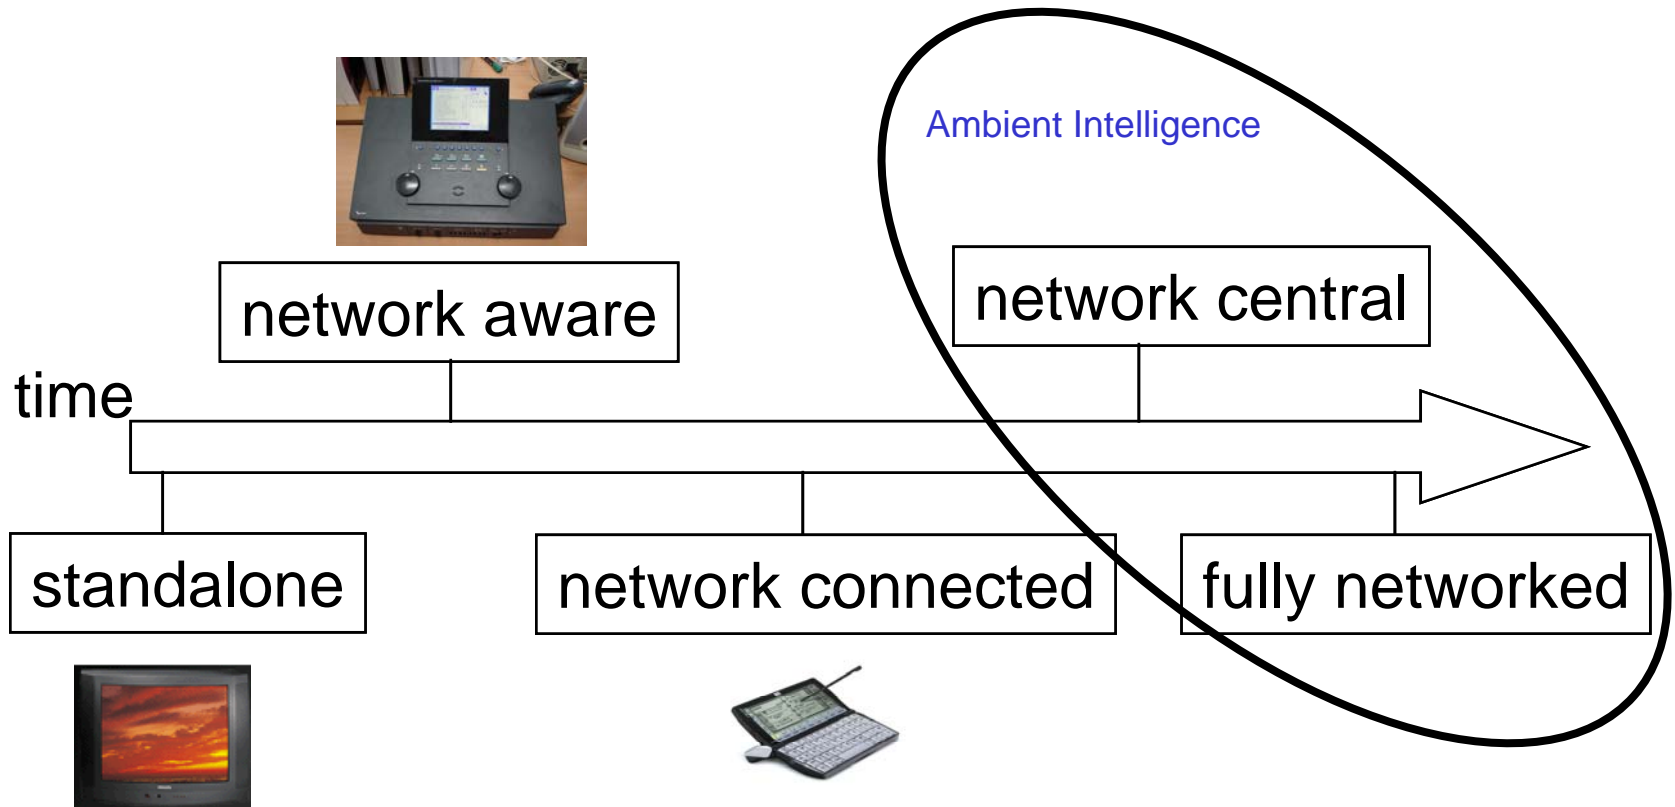 Ambient Intelligence
network aware
network central
time
standalone
network connected
fully networked